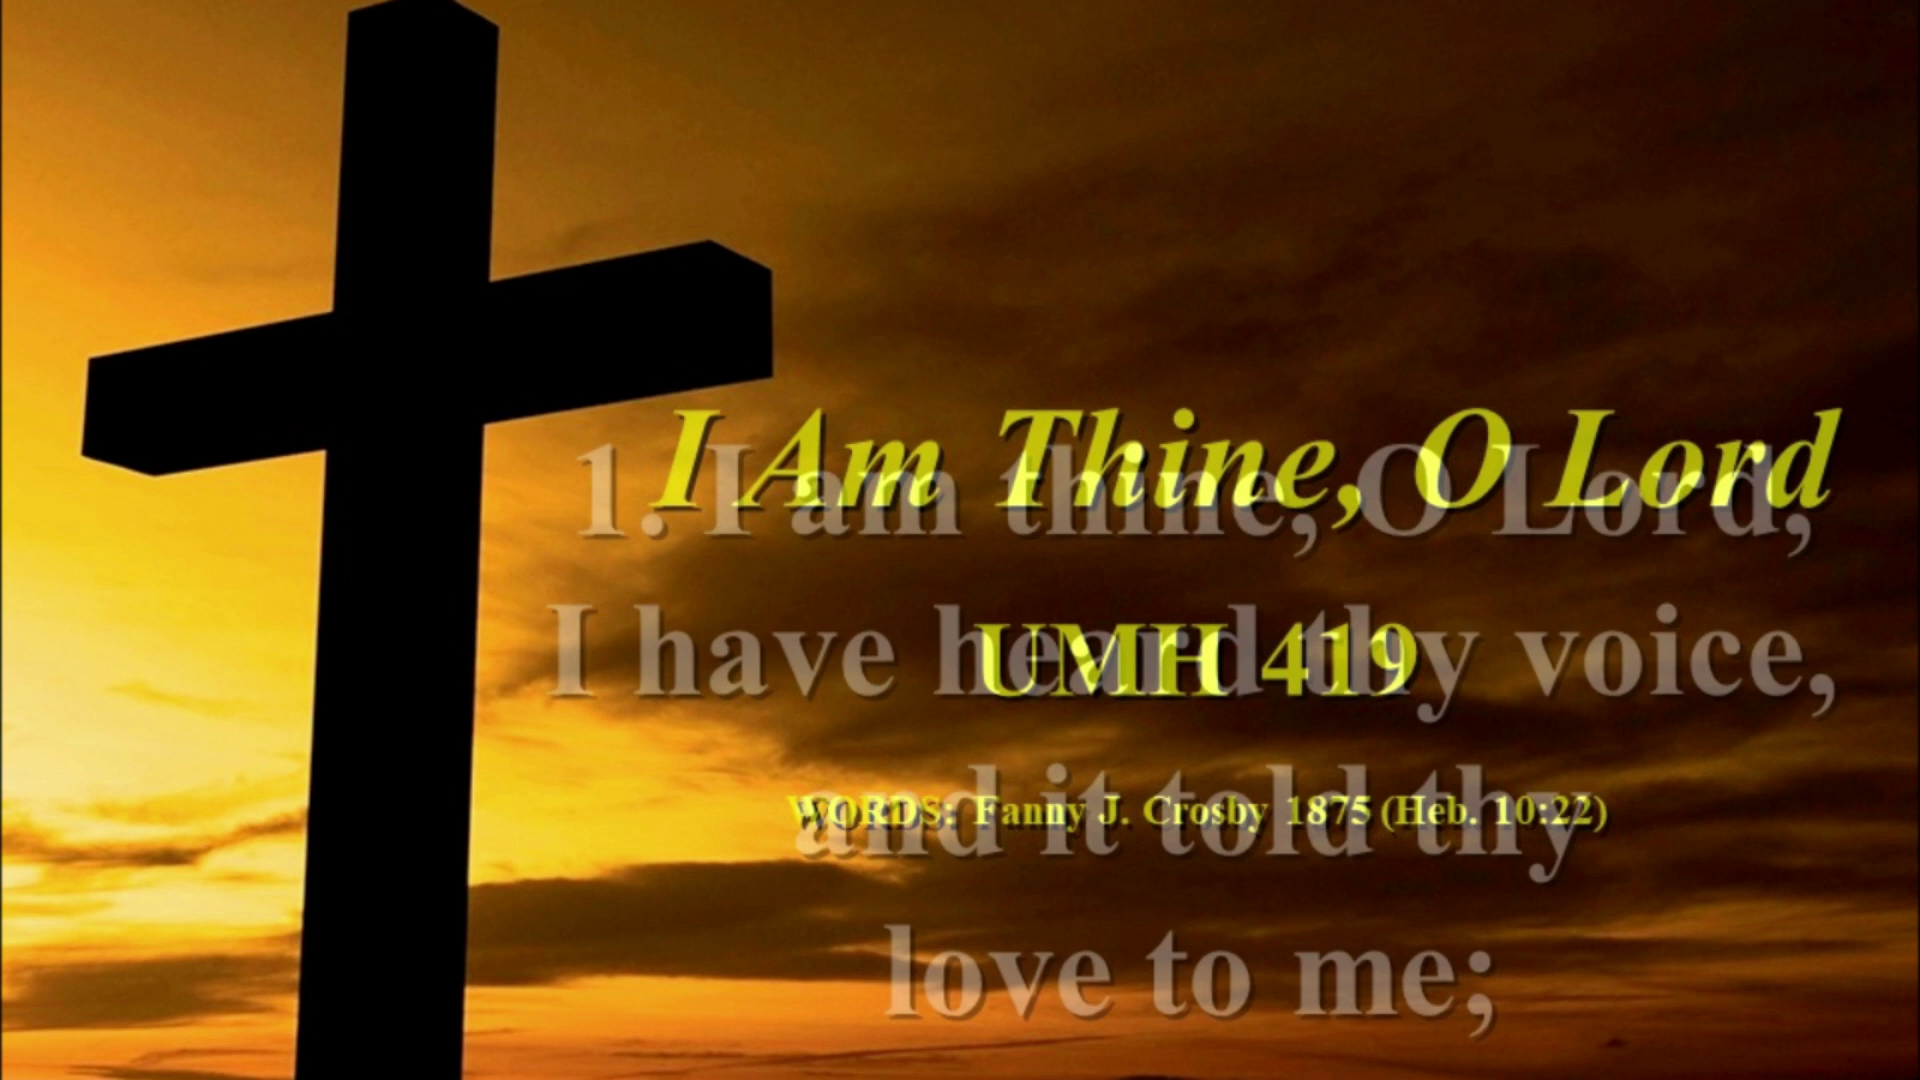 I Am Thine, O Lord
1. I am thine, O Lord,
UMH 419
I have heard thy voice,
WORDS: Fanny J. Crosby 1875 (Heb. 10:22)
and it told thy
love to me;